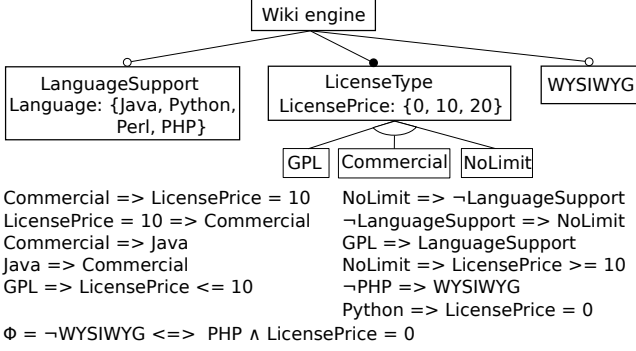 Wiki engine
LanguageSupport
Language: {Java, Python,
Perl, PHP}
LicenseType
LicensePrice: {0, 10, 20}
WYSIWYG
GPL
Commercial
NoLimit
Commercial => LicensePrice = 10
LicensePrice = 10 => Commercial
Commercial => Java
Java => Commercial
GPL => LicensePrice <= 10
NoLimit => ¬LanguageSupport
¬LanguageSupport => NoLimit
GPL => LanguageSupport
NoLimit => LicensePrice >= 10
¬PHP => WYSIWYG
Python => LicensePrice = 0
Φ = ¬WYSIWYG <=> PHP ∧ LicensePrice = 0